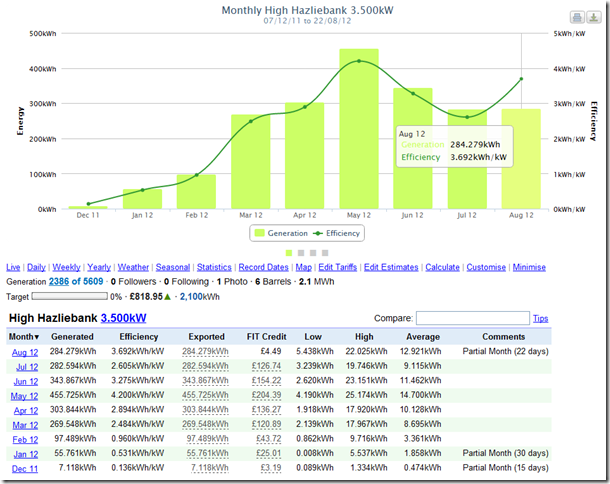 Monthly High Hazliebank 3.500kW
07/12/11 to 22/08/12
500kWh 5kWh/kW
400kWh 4kWh/kW
300kWh 3kWh/kW
200kWh 2kWh/kW
100kWh 1kWh/kW
0kWh 0kWh/kW
Energy
Efficiency
Aug 12
Generation 284.279kWh
Efficiency 3.692kWh/kW
Dec 11 Jan 12 Feb 12 Mar 12 Apr 12 May 12 Jun 12 Jul 12 Aug 12
Generation Efficiency
Live | Daily | Weekly | Yearly | Weather | Seasonal | Statistics | Record Dates | Map | Edit Tariffs | Edit Estimates | Calculate | Customise | Minimise
Generating 2386 of 5609 · 0 Followers · 0 Following · 1 Photo · 6 Barrels · 2.1 MWh
Target 0% · £818.95▲ · 2,100kWh
High Hazliebank 3.500kW Compare: Tips
Month▼ Generated Efficiency Exported FIT Credit Low High Average Comments
Aug 12 284.279kWh 3.692kWh/kW 284.279kWh £4.49 5.438kWh 22.025kWh 12.921kWh Partial Month (22 days)
Jul 12 282.594kWh 2.605kWh/kW 282.594kWh £126.74 3.239kWh 19.746kWh 9.115kWh
Jun 12 343.867kWh 3.275kWh/kW 343.867kWh £154.22 2.620kWh 23.151kWh 11.462kWh
May 12 455.725kWh 4.200kWh/kW 455.725kWh £204.39 4.190kWh 25.174kWh 14.700kWh
Apr 12 303.844kWh 2.894kWh/kW 303.844kWh £136.27 1.918kWh 17.920kWh 10.128kWh
Mar 12 269.548kWh 2.484kWh/kW 269.548kWh £120.89 2.139kWh 17.967kWh 8.695kWh
Feb 12 97.489kWh 0.960kWh/kW 97.489kWh £43.72 0.862kWh 9.716kWh 3.361kWh
Jan 12 55.761kWh 0.531kWh/kW 55.761kWh £25.01 0.008kWh 5.537kWh 1.858kWh Partial Month (30 days)
Dec 11 7.118kWh 0.136kWh/kW 7.118kWh £3.19 0.089kWh 1.334kWh 0.474kWh Partial Month (15 days)